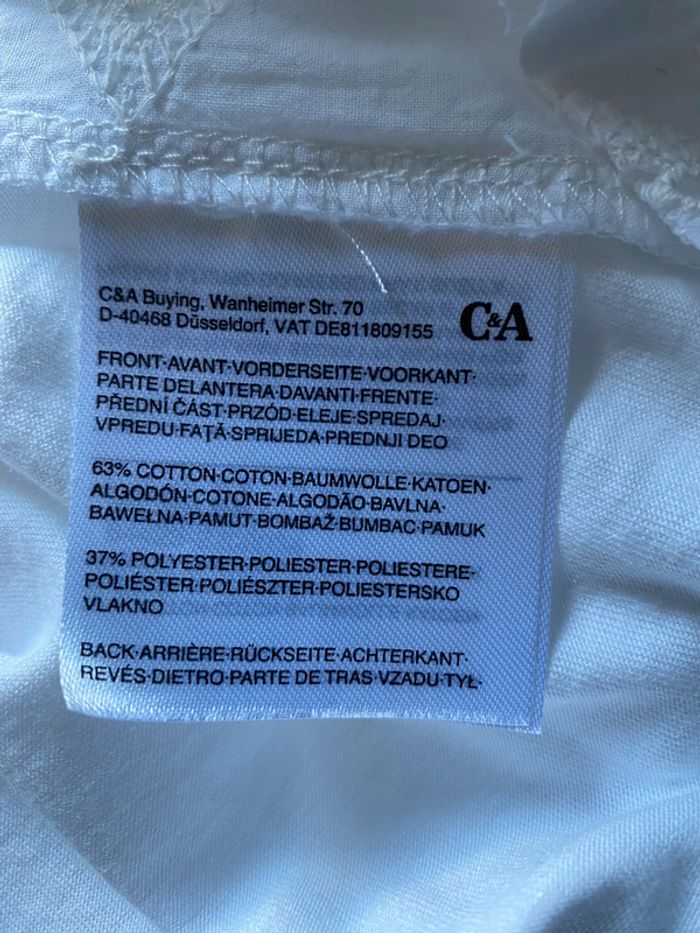 C&A Buying, Wanheimer Str. 70
D-40468 Düsseldorf, VAT DE811809155
C&A
FRONT·AVANT·VORDERSEITE·VOORKANT·
PARTE DELANTERA·DAVANTI·FRENTE·
PŘEDNÍ ČÁST·PRZÓD·ELEJE·SPREDAJ·
VPREDU·FAŢĂ·SPRIJEDA·PREDNJI DEO
63% COTTON·COTON·BAUMWOLLE·KATOEN·
ALGODÓN·COTONE·ALGODÃO·BAVLNA·
BAWEŁNA·PAMUT·BOMBAŽ·BUMBAC·PAMUK
37% POLYESTER·POLIESTER·POLIESTERE·
POLIÉSTER·POLIÉSZTER·POLIESTERSKO
VLAKNO
BACK·ARRIÈRE·RÜCKSEITE·ACHTERKANT·
REVÉS·DIETRO·PARTE DE TRAS·VZADU·TYŁ·